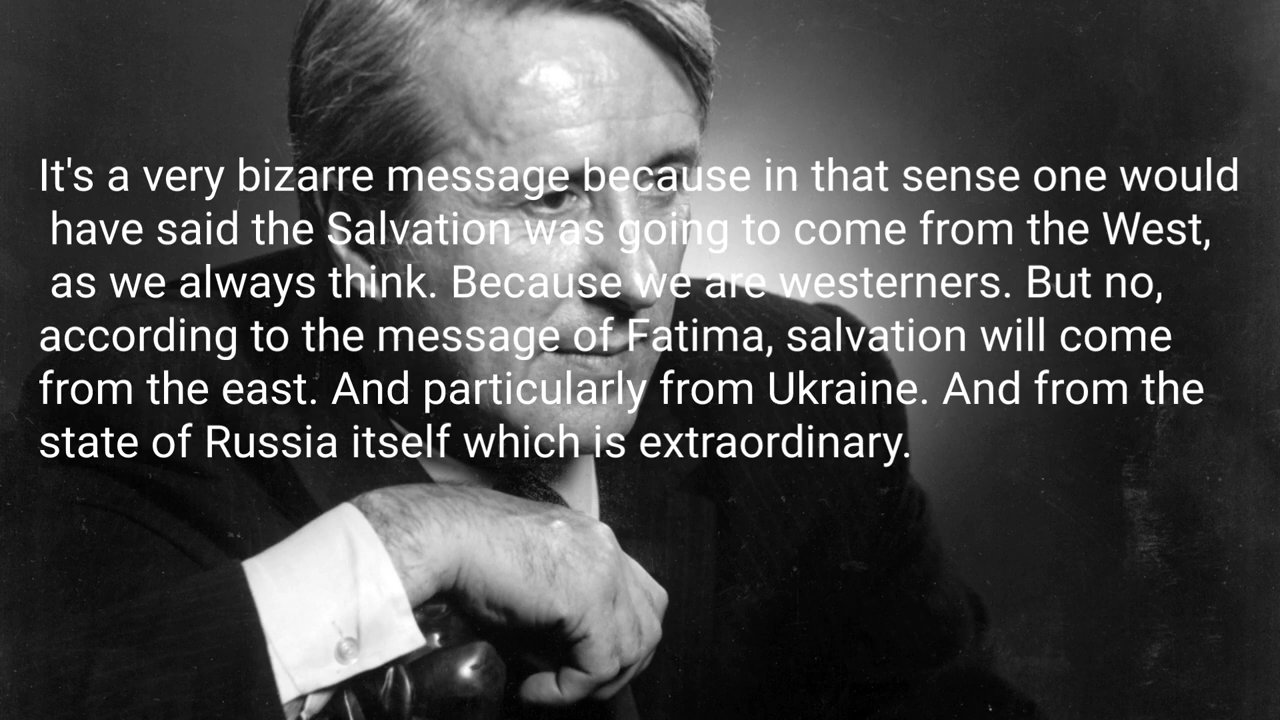 It's a very bizarre message because in that sense one would
have said the Salvation was going to come from the West,
as we always think. Because we are westerners. But no,
according to the message of Fatima, salvation will come
from the east. And particularly from Ukraine. And from the
state of Russia itself which is extraordinary.